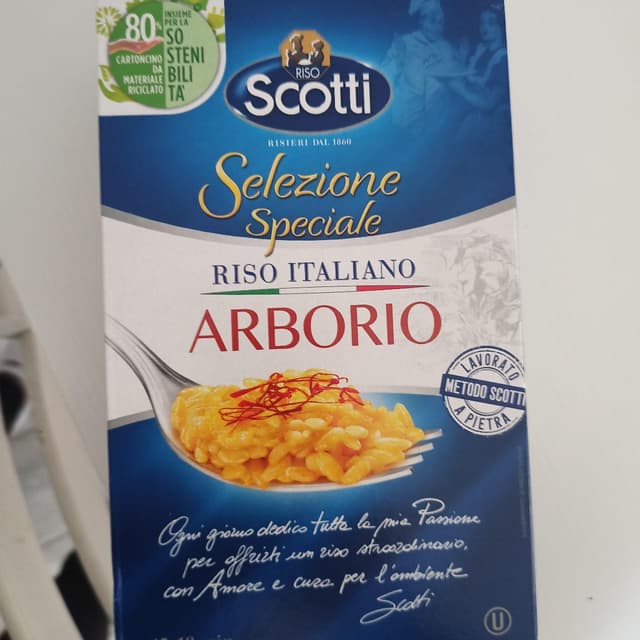 80%
CARTONCINO
DA
MATERIALE
RICICLATO
INSIEME
PER LA
SO
STENI
BILI
TÀ
RISO
Scotti
RISIERI DAL 1860
Selezione
Speciale
RISO ITALIANO
ARBORIO
LAVORATO
METODO SCOTTI
A PIETRA
Ogni giorno dedico tutta la mia Passione
per offrirti un riso straordinario,
con Amore e cura per l'ambiente
Scotti
U